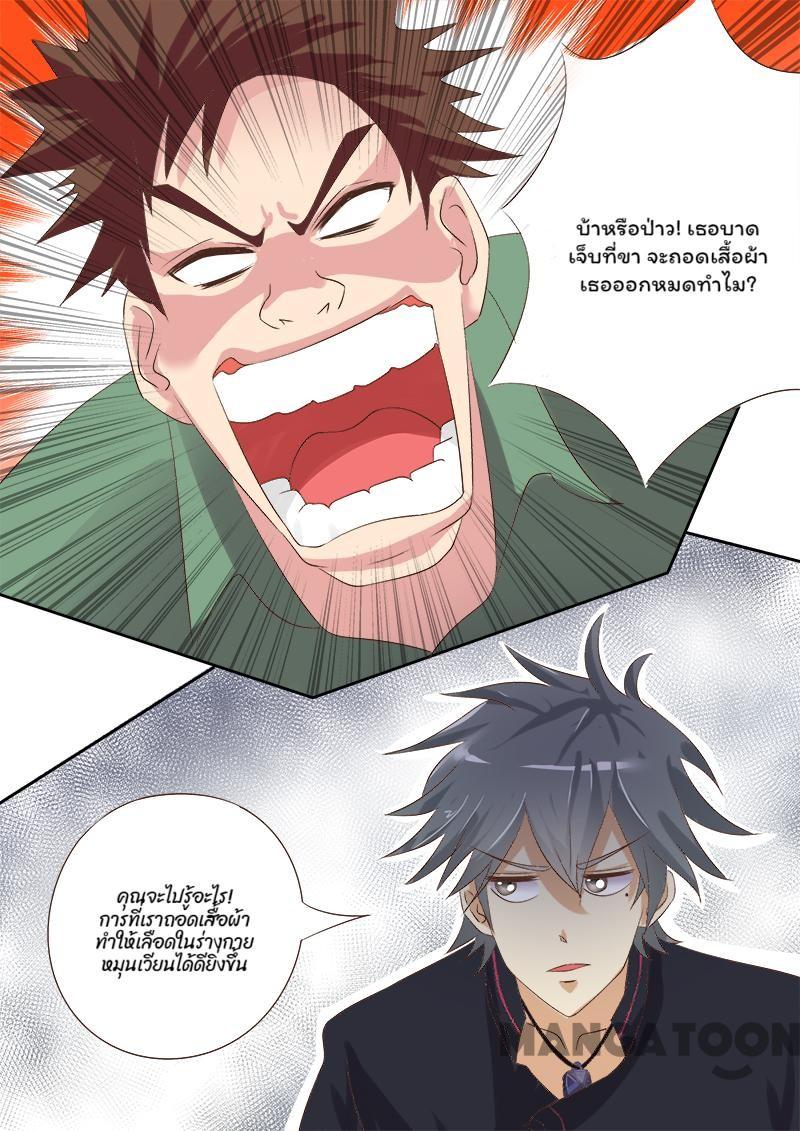 บ้าหรือป่าว! เธอบาด
เจ็บที่ขา จะถอดเสื้อผ้า
เธอออกหมดทำไม?
คุณจะไปรู้อะไร!
การที่เราถอดเสื้อผ้า
ทำให้เลือดในร่างกาย
หมุนเวียนได้ดียิ่งขึ้น
MANGATOON